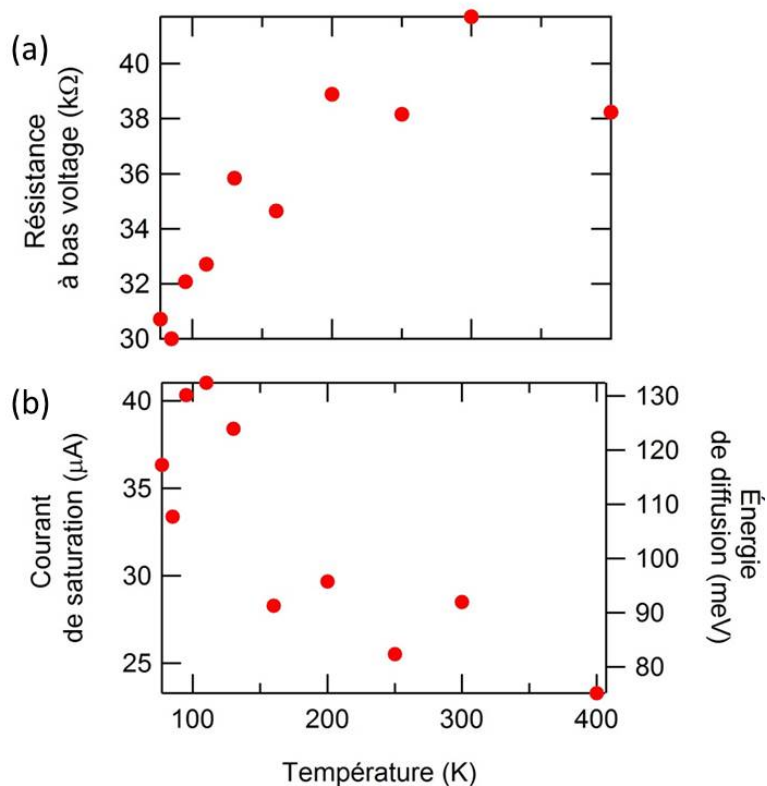 (a)
Résistance
à bas voltage (kΩ)
40
38
36
34
32
30
(b)
Courant
de saturation (μA)
40
35
30
25
130
120
110
100
90
80
Énergie
de diffusion (meV)
100
200
300
400
Température (K)